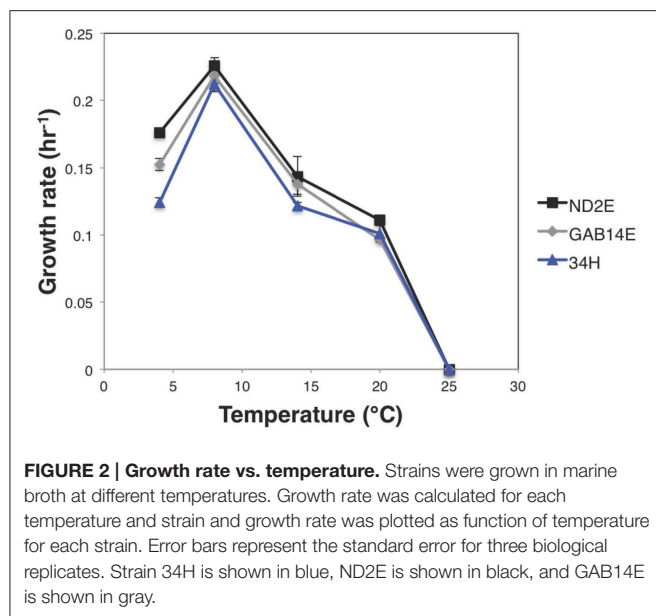 0.25
0.2
0.15
0.1
0.05
0
Growth rate (hr-1)
0 5 10 15 20 25 30
Temperature (°C)
ND2E
GAB14E
34H
FIGURE 2 | Growth rate vs. temperature. Strains were grown in marine
broth at different temperatures. Growth rate was calculated for each
temperature and strain and growth rate was plotted as function of temperature
for each strain. Error bars represent the standard error for three biological
replicates. Strain 34H is shown in blue, ND2E is shown in black, and GAB14E
is shown in gray.